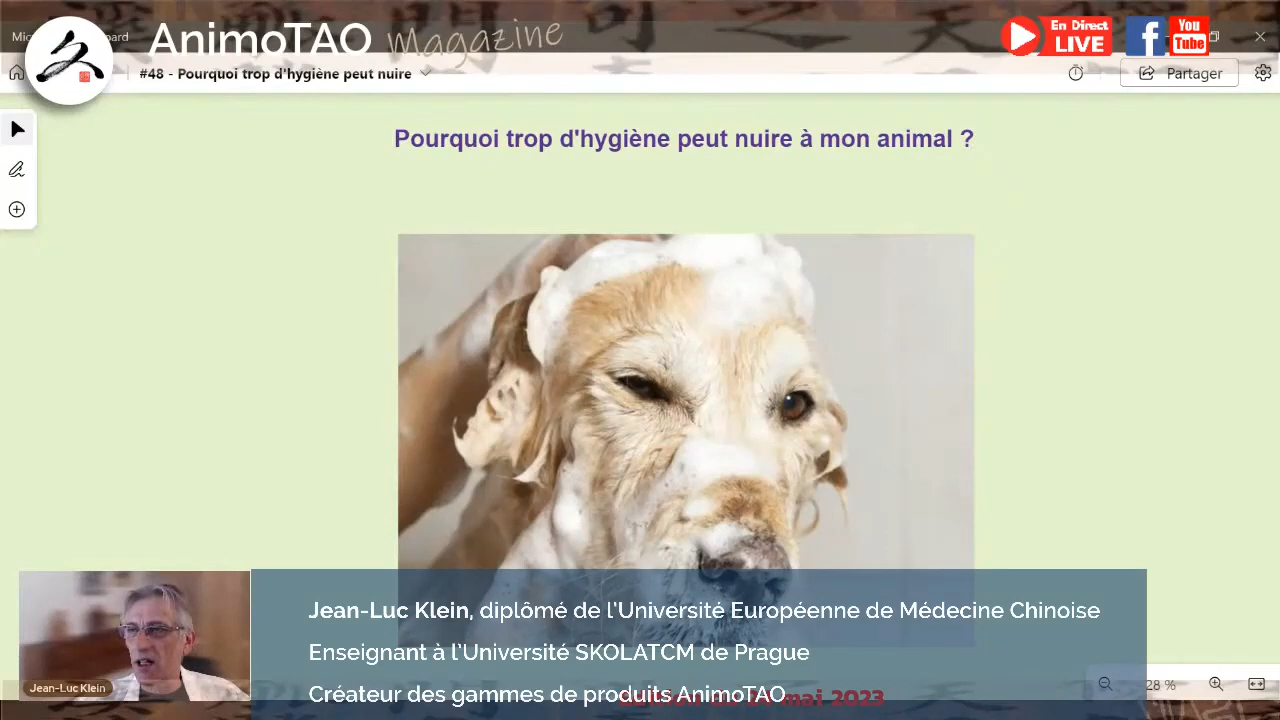 AnimoTAO Magazine
En Direct
LIVE
You
Tube
#48 - Pourquoi trop d'hygiène peut nuire
Partager
Pourquoi trop d'hygiène peut nuire à mon animal ?
Jean-Luc Klein, diplômé de l'Université Européenne de Médecine Chinoise
Enseignant à l'Université SKOLATCM de Prague
Créateur des gammes de produits AnimoTAO
mai 2023
Jean-Luc Klein
28 %